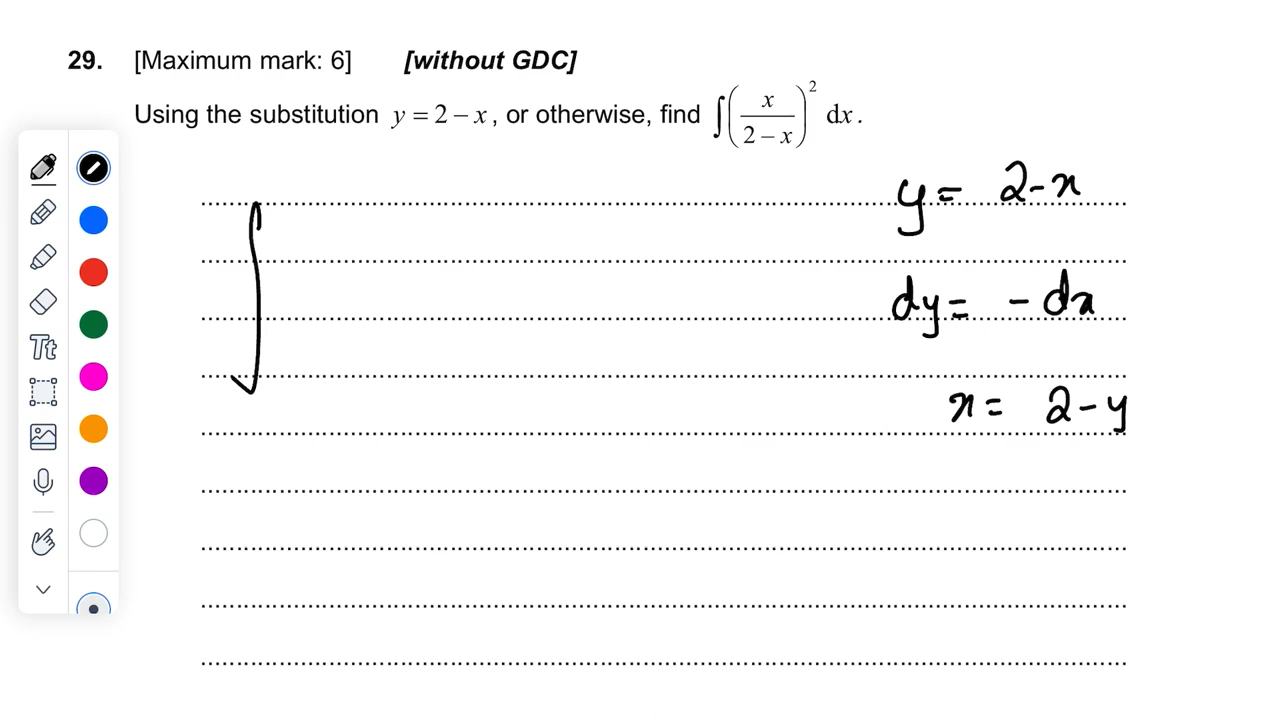 29. [Maximum mark: 6] [without GDC]
Using the substitution y = 2 − x, or otherwise, find ∫(x/(2 − x))² dx.
y = 2 - x
dy = - dx
x = 2 - y
∫
Tt